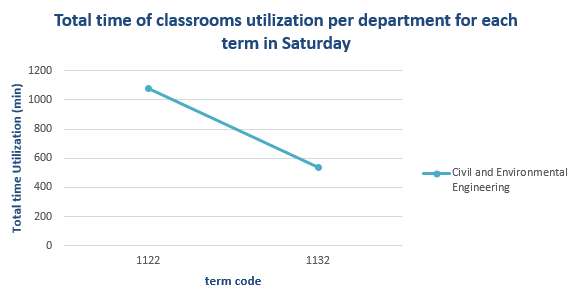 Total time of classrooms utilization per department for each
term in Saturday
Total time Utilization (min)
1200
1000
800
600
400
200
0
1122
1132
term code
Civil and Environmental
Engineering